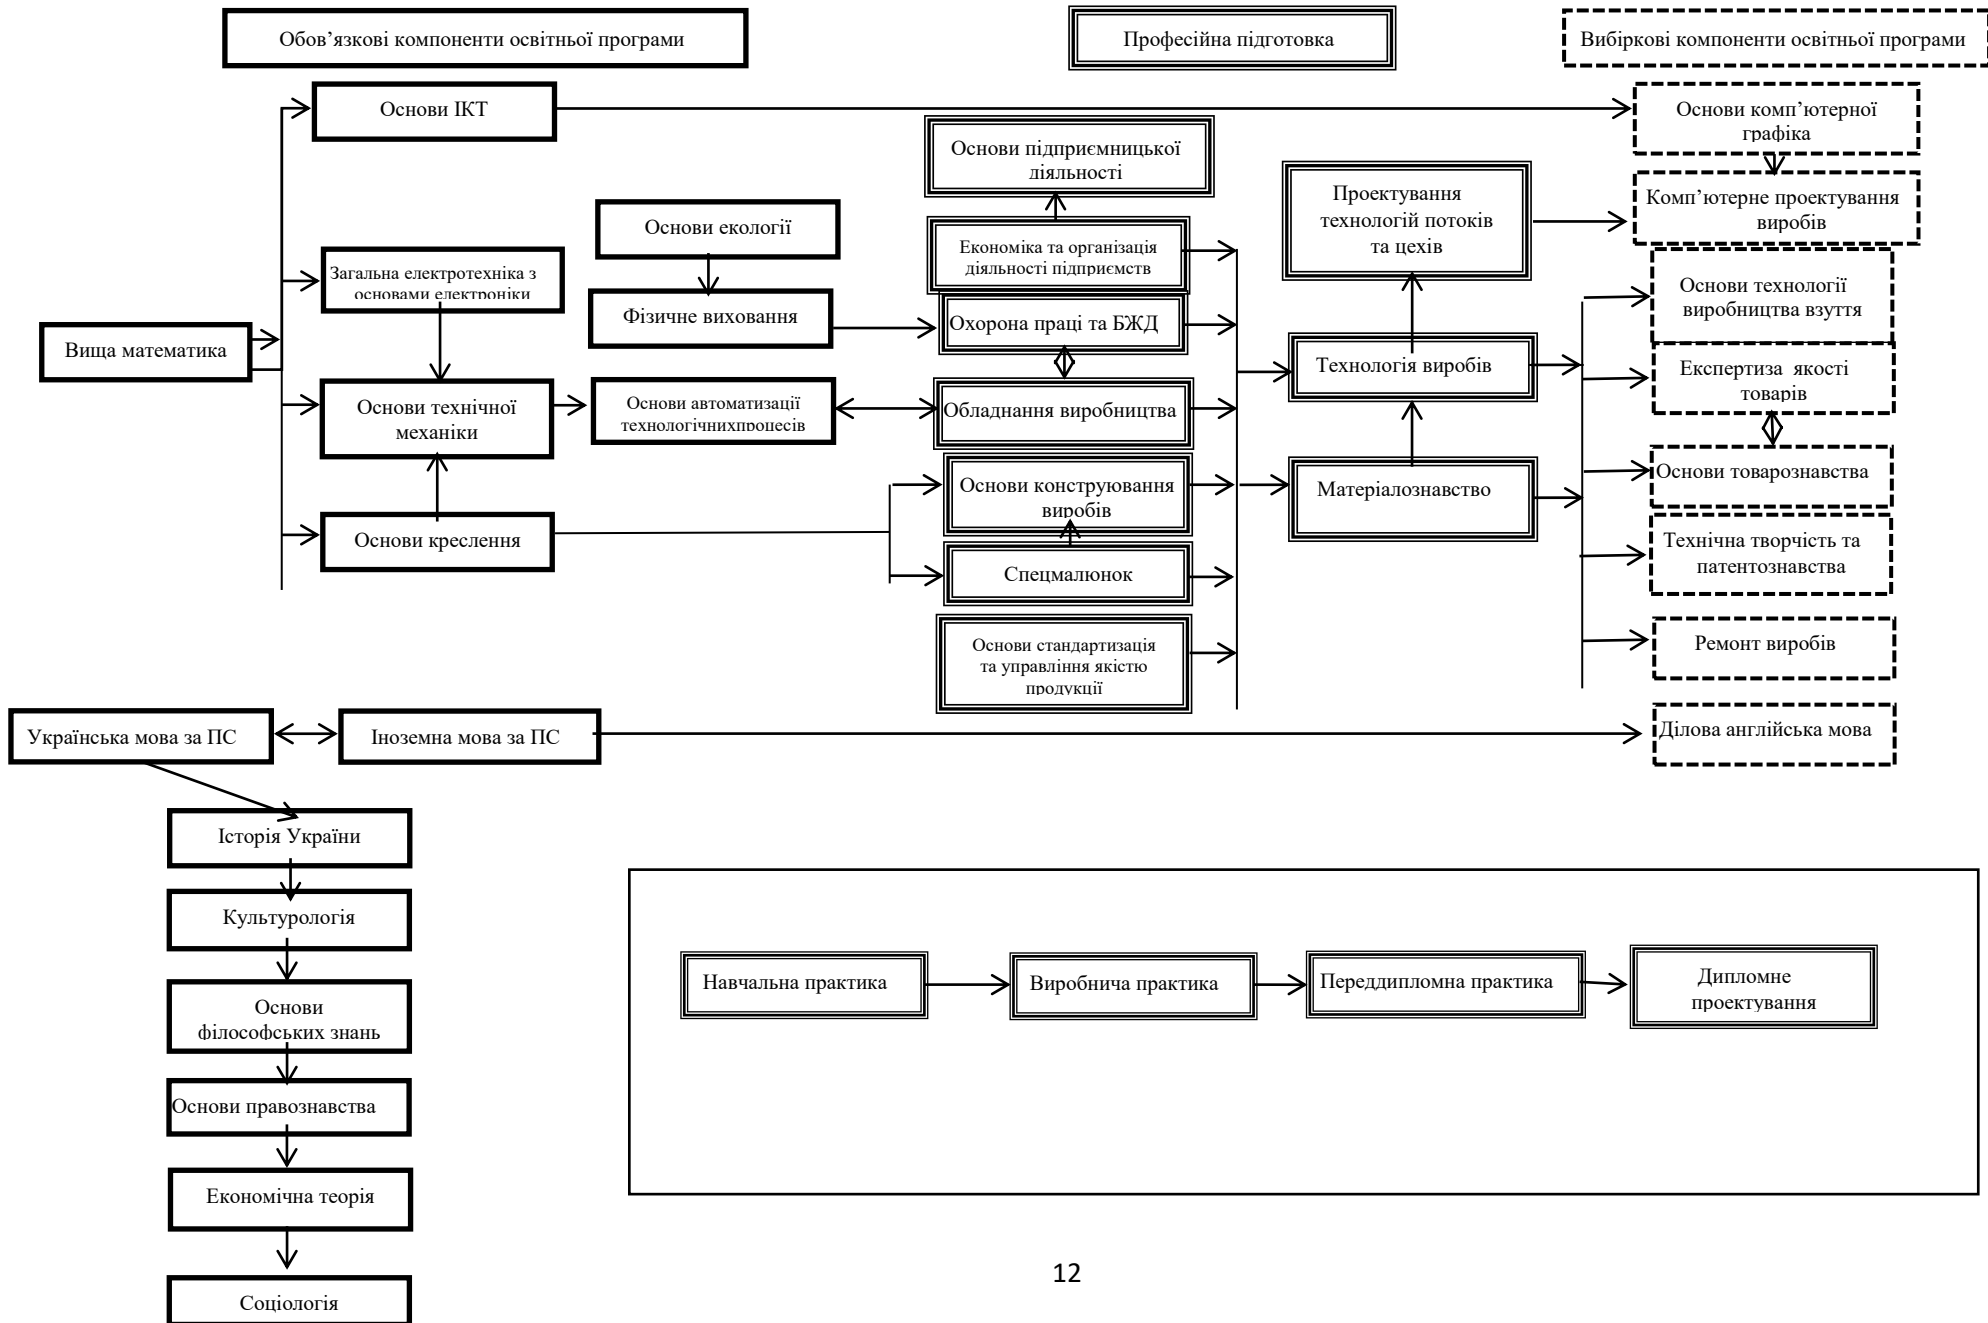 Обов’язкові компоненти освітньої програми
Професійна підготовка
Вибіркові компоненти освітньої програми
Основи ІКТ
Основи комп’ютерної
графіка
Основи підприємницької
діяльності
Проектування
технологій потоків
та цехів
Комп’ютерне проектування
виробів
Основи екології
Економіка та організація
діяльності підприємств
Загальна електротехніка з
основами електроніки
Основи технології
виробництва взуття
Фізичне виховання
Охорона праці та БЖД
Вища математика
Технологія виробів
Експертиза якості
товарів
Основи технічної
механіки
Основи автоматизації
технологічнихпроцесів
Обладнання виробництва
Основи товарознавства
Основи конструювання
виробів
Матеріалознавство
Основи креслення
Технічна творчість та
патентознавства
Спецмалюнок
Основи стандартизація
та управління якістю
продукції
Ремонт виробів
Українська мова за ПС
Іноземна мова за ПС
Ділова англійська мова
Історія України
Культурологія
Навчальна практика
Виробнича практика
Переддипломна практика
Дипломне
проектування
Основи
філософських знань
Основи правознавства
Економічна теорія
Соціологія
12